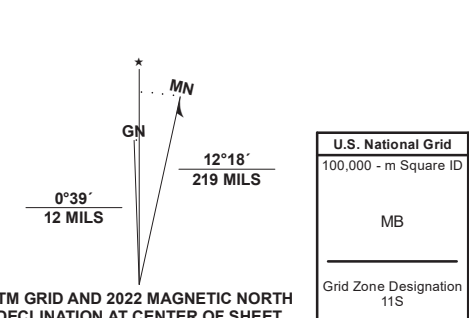 ★
MN
GN
12°18´
219 MILS
0°39´
12 MILS
TM GRID AND 2022 MAGNETIC NORTH
DECLINATION AT CENTER OF SHEET
U.S. National Grid
100,000 - m Square ID
MB
Grid Zone Designation
11S